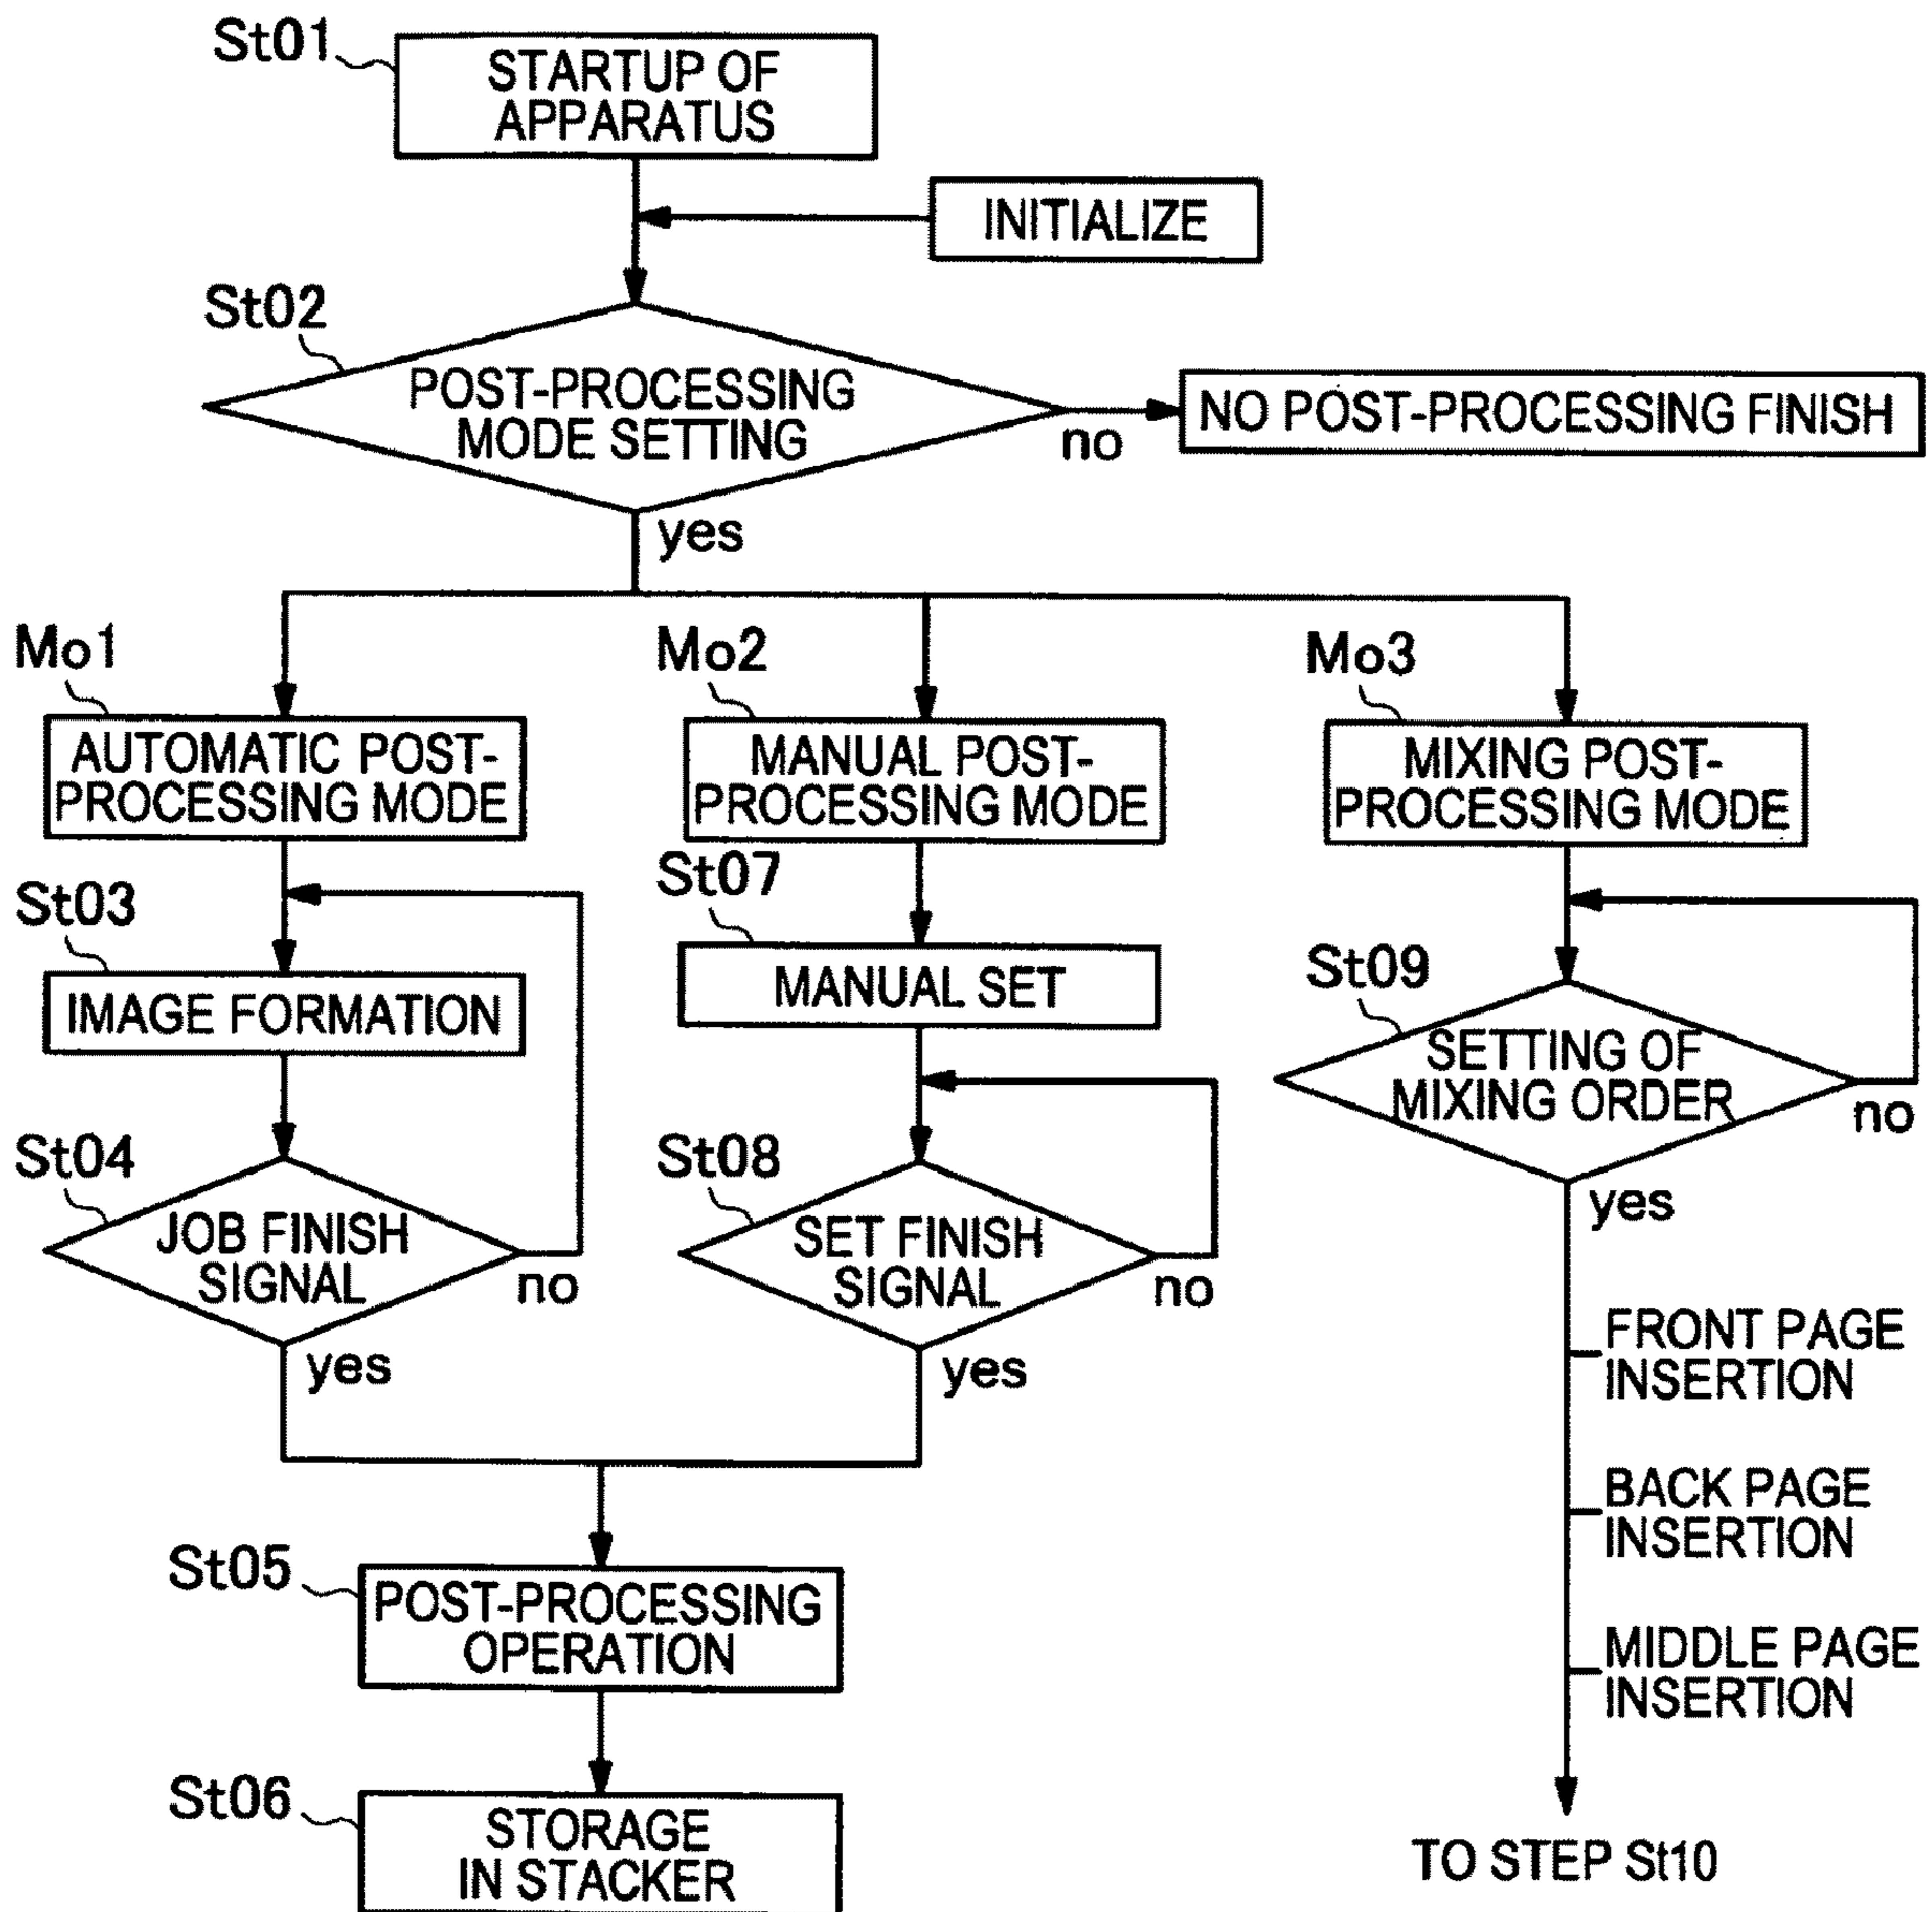 St01
STARTUP OF
APPARATUS
INITIALIZE
St02
POST-PROCESSING
MODE SETTING
no
NO POST-PROCESSING FINISH
yes
Mo1
AUTOMATIC POST-
PROCESSING MODE
Mo2
MANUAL POST-
PROCESSING MODE
Mo3
MIXING POST-
PROCESSING MODE
St03
IMAGE FORMATION
St07
MANUAL SET
St09
SETTING OF
MIXING ORDER
no
yes
St04
JOB FINISH
SIGNAL
no
yes
St08
SET FINISH
SIGNAL
no
yes
FRONT PAGE
INSERTION
BACK PAGE
INSERTION
MIDDLE PAGE
INSERTION
St05
POST-PROCESSING
OPERATION
St06
STORAGE
IN STACKER
TO STEP St10